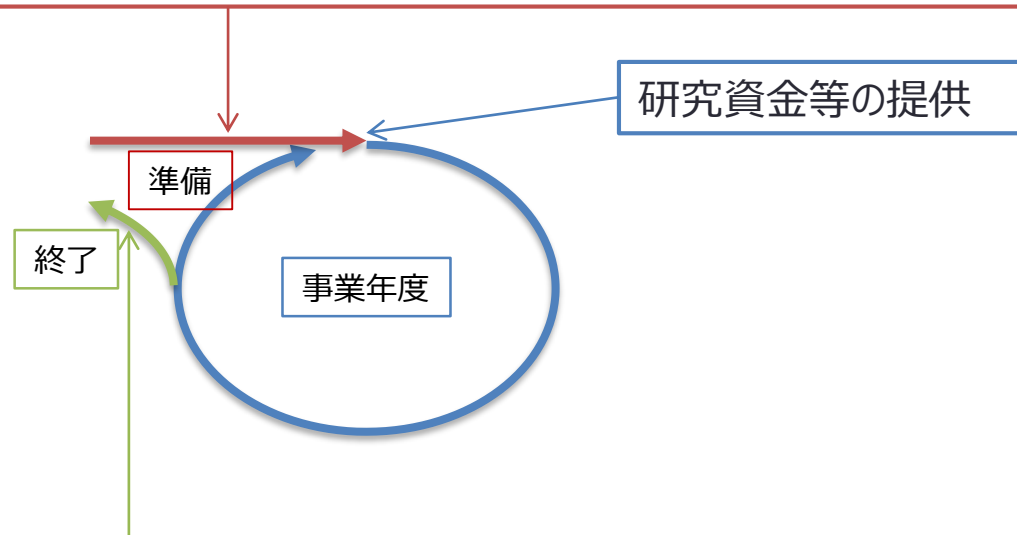 研究資金等の提供
準備
終了
事業年度